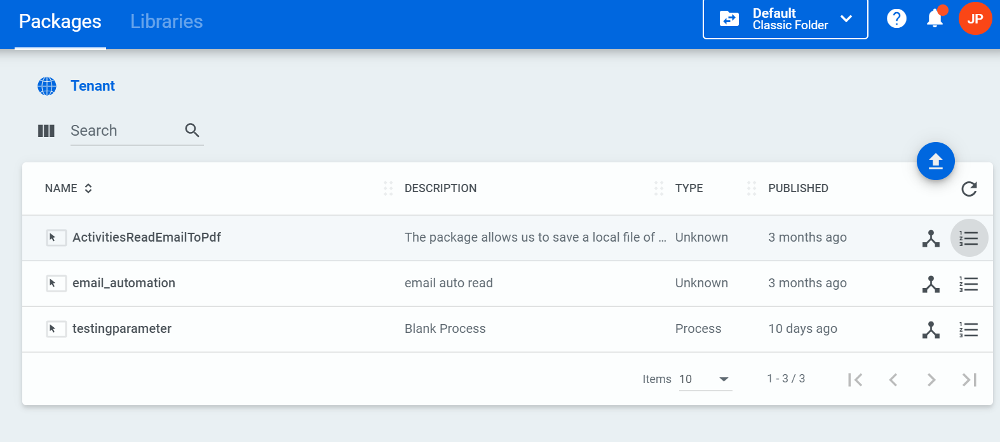 Packages Libraries
Default
Classic Folder
JP
Tenant
Search
NAME DESCRIPTION TYPE PUBLISHED
ActivitiesReadEmailToPdf The package allows us to save a local file of ... Unknown 3 months ago
email_automation email auto read Unknown 3 months ago
testingparameter Blank Process Process 10 days ago
Items 10 1 - 3 / 3